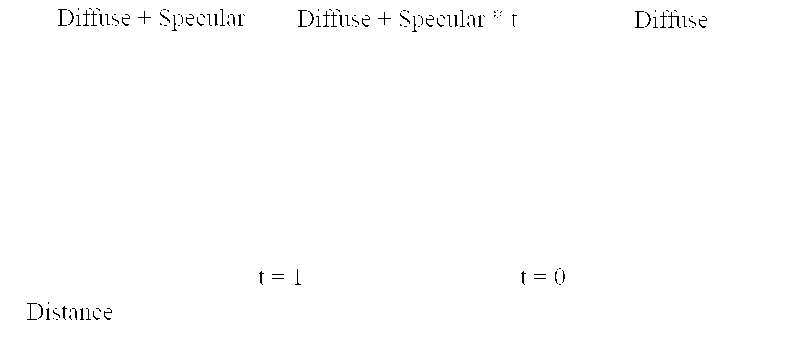 Diffuse + Specular
Diffuse + Specular * t
Diffuse
t = 1
t = 0
Distance